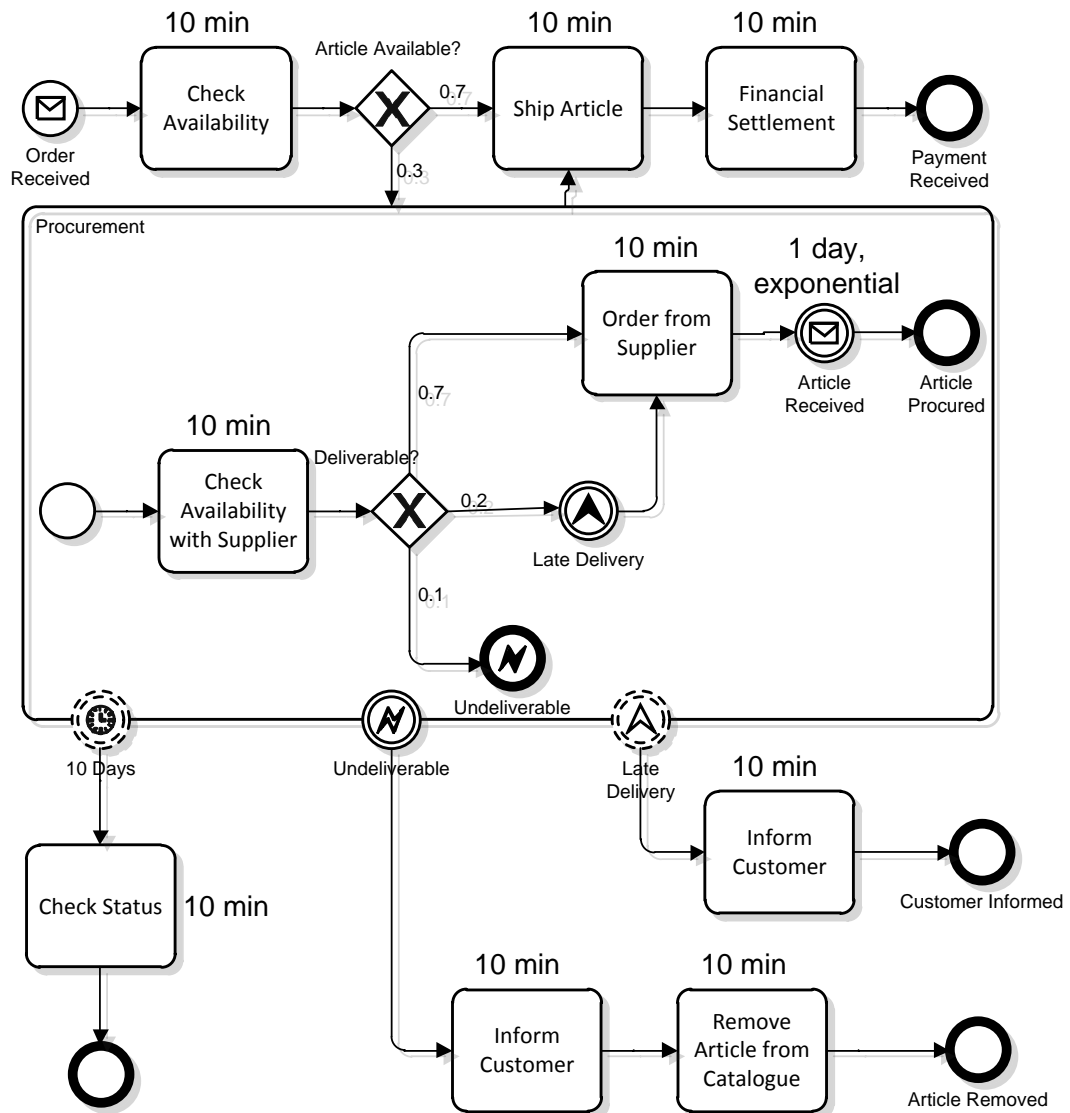 10 min
10 min
10 min
Article Available?
Check
Availability
0.7
Ship Article
Financial
Settlement
Order
Received
0.3
Payment
Received
Procurement
10 min
1 day,
exponential
Order from
Supplier
Article
Received
Article
Procured
0.7
10 min
Deliverable?
Check
Availability
with Supplier
0.2
Late Delivery
0.1
Undeliverable
10 Days
Undeliverable
Late
Delivery
10 min
Inform
Customer
Customer Informed
Check Status
10 min
10 min
10 min
Inform
Customer
Remove
Article from
Catalogue
Article Removed